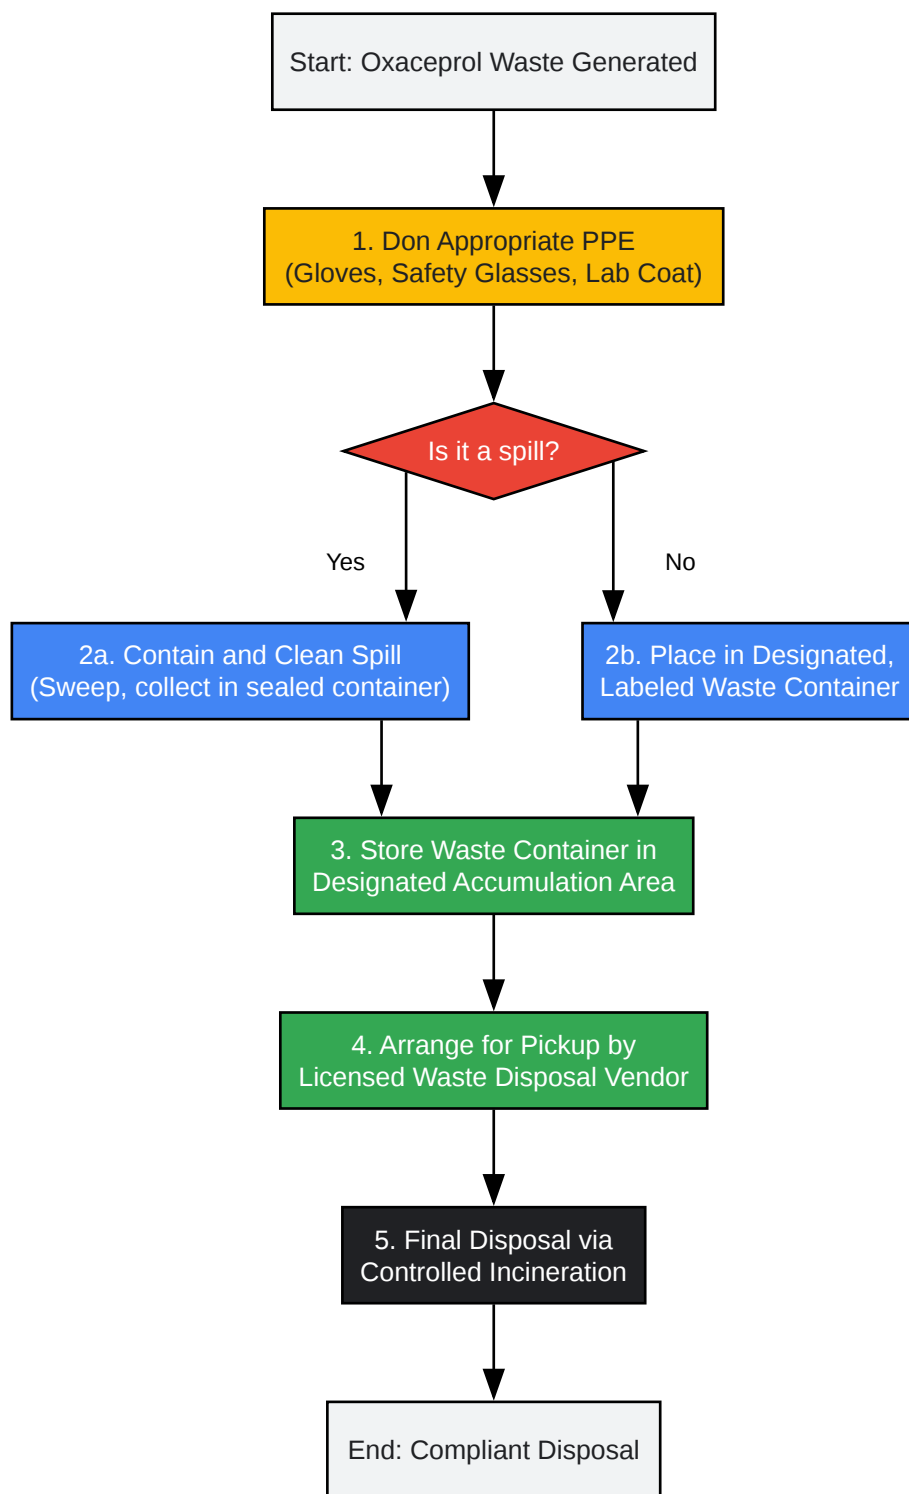 Start: Oxaceprol Waste Generated
1. Don Appropriate PPE
(Gloves, Safety Glasses, Lab Coat)
Is it a spill?
Yes
No
2a. Contain and Clean Spill
(Sweep, collect in sealed container)
2b. Place in Designated,
Labeled Waste Container
3. Store Waste Container in
Designated Accumulation Area
4. Arrange for Pickup by
Licensed Waste Disposal Vendor
5. Final Disposal via
Controlled Incineration
End: Compliant Disposal